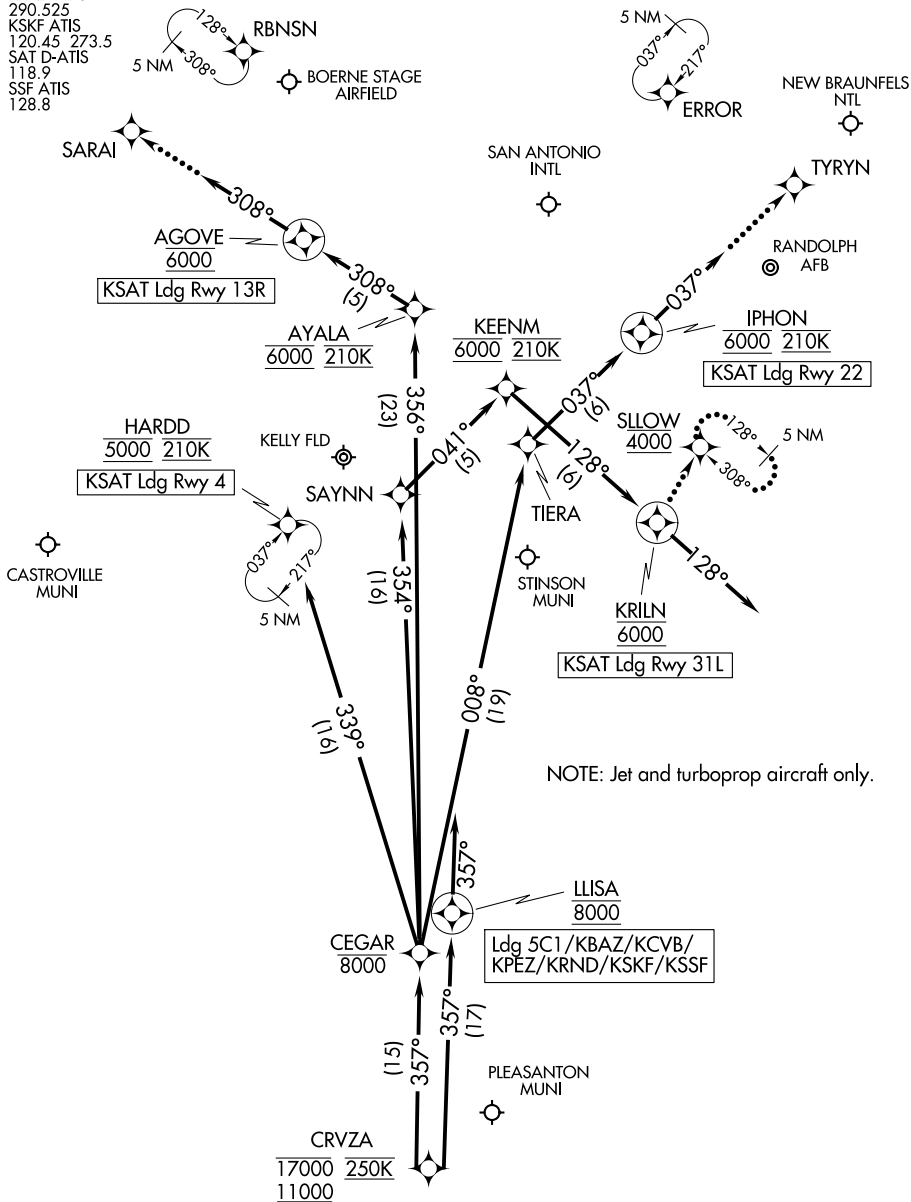 290.525
KSKF ATIS
120.45 273.5
SAT D-ATIS
118.9
SSF ATIS
128.8
128°
308°
5 NM
RBNSN
BOERNE STAGE
AIRFIELD
5 NM
037°
217°
ERROR
NEW BRAUNFELS
NTL
SARAI
SAN ANTONIO
INTL
TYRYN
308°
AGOVE
6000
KSAT Ldg Rwy 13R
308°
(5)
RANDOLPH
AFB
037°
AYALA
6000 210K
KEENM
6000 210K
IPHON
6000 210K
KSAT Ldg Rwy 22
037°
(6)
356°
(23)
HARDD
5000 210K
KSAT Ldg Rwy 4
KELLY FLD
041°
(5)
128°
(6)
SLLOW
4000
128°
308°
5 NM
SAYNN
TIERA
CASTROVILLE
MUNI
037°
217°
5 NM
354°
(16)
STINSON
MUNI
128°
KRILN
6000
KSAT Ldg Rwy 31L
339°
(16)
008°
(19)
NOTE: Jet and turboprop aircraft only.
357°
LLISA
8000
Ldg 5C1/KBAZ/KCVB/
KPEZ/KRND/KSKF/KSSF
CEGAR
8000
357°
(15)
357°
(17)
PLEASANTON
MUNI
CRVZA
17000 250K
11000